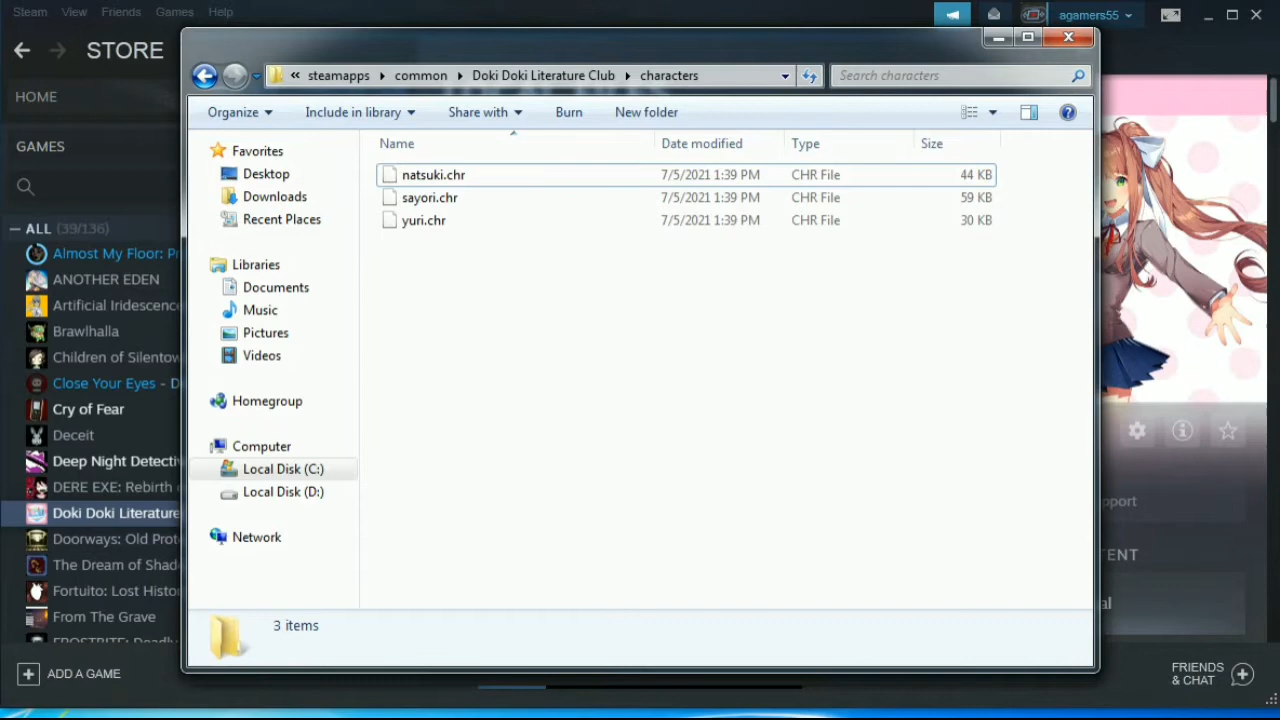 Steam View Friends Games Help
agamers55
STORE
HOME
GAMES
ALL (39/136)
Almost My Floor: Pr
ANOTHER EDEN
Artificial Iridescence
Brawlhalla
Children of Silentow
Close Your Eyes - D
Cry of Fear
Deceit
Deep Night Detecti
DERE EXE: Rebirth
Doki Doki Literature
Doorways: Old Prot
The Dream of Shad
Fortuito: Lost Histo
From The Grave
ADD A GAME
« steamapps common Doki Doki Literature Club characters
Search characters
Organize Include in library Share with Burn New folder
Favorites
Desktop
Downloads
Recent Places
Libraries
Documents
Music
Pictures
Videos
Homegroup
Computer
Local Disk (C:)
Local Disk (D:)
Network
Name Date modified Type Size
natsuki.chr 7/5/2021 1:39 PM CHR File 44 KB
sayori.chr 7/5/2021 1:39 PM CHR File 59 KB
yuri.chr 7/5/2021 1:39 PM CHR File 30 KB
3 items
pport
TENT
al
FRIENDS
& CHAT